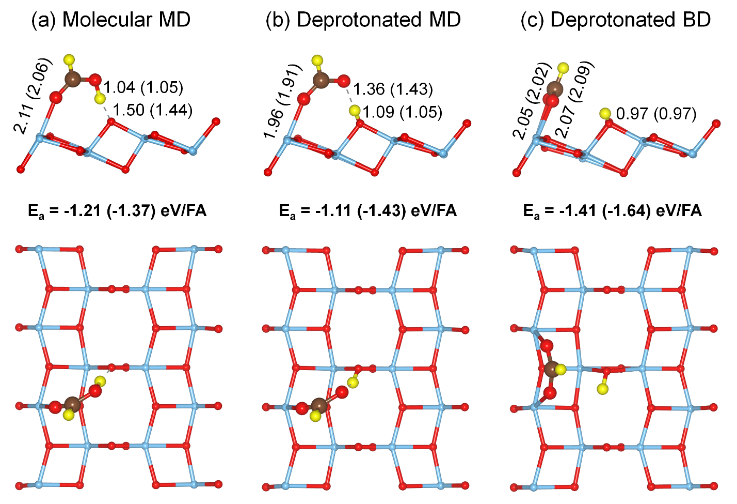 (a) Molecular MD
(b) Deprotonated MD
(c) Deprotonated BD
2.11 (2.06)
1.04 (1.05)
1.50 (1.44)
1.96 (1.91)
1.36 (1.43)
1.09 (1.05)
2.05 (2.02)
2.07 (2.09)
0.97 (0.97)
Ea = -1.21 (-1.37) eV/FA
Ea = -1.11 (-1.43) eV/FA
Ea = -1.41 (-1.64) eV/FA